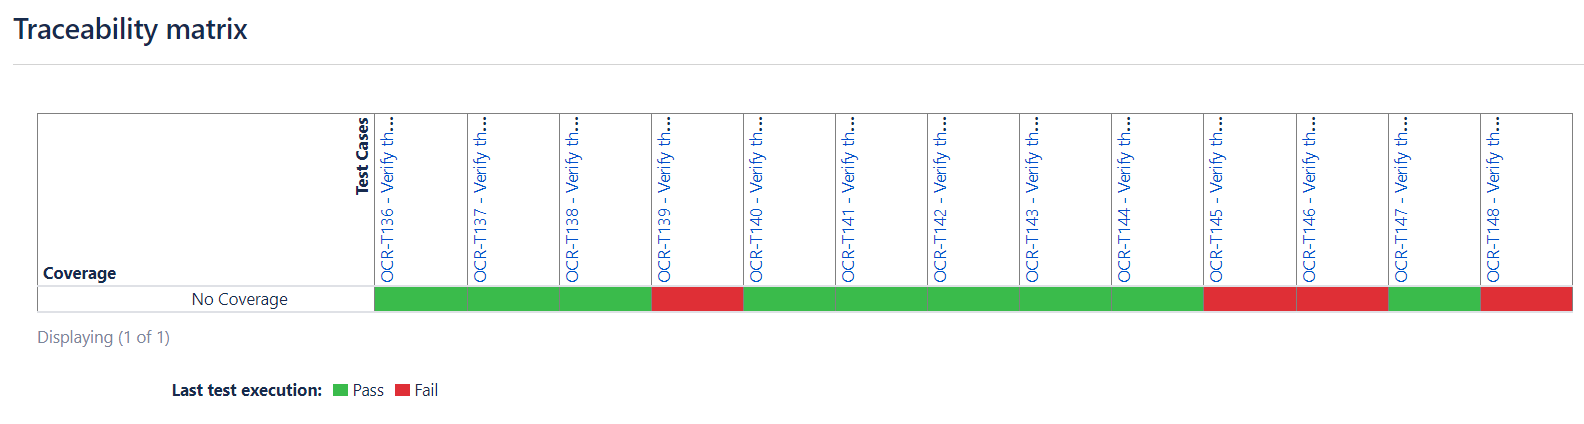 Traceability matrix
Test Cases
OCR-T136 - Verify th...
OCR-T137 - Verify th...
OCR-T138 - Verify th...
OCR-T139 - Verify th...
OCR-T140 - Verify th...
OCR-T141 - Verify th...
OCR-T142 - Verify th...
OCR-T143 - Verify th...
OCR-T144 - Verify th...
OCR-T145 - Verify th...
OCR-T146 - Verify th...
OCR-T147 - Verify th...
OCR-T148 - Verify th...
Coverage
No Coverage
Displaying (1 of 1)
Last test execution: Pass Fail